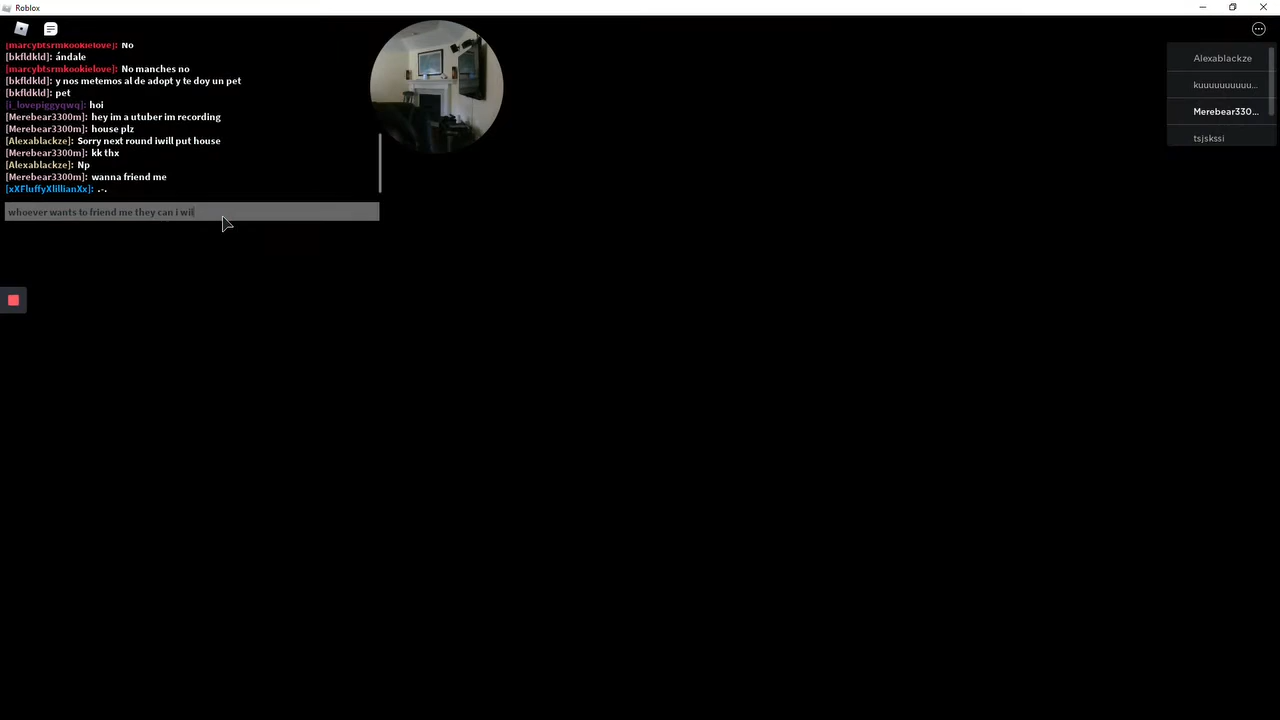 Roblox
[marcybtsrmkookielove]: No
[bkfldkld]: ándale
[marcybtsrmkookielove]: No manches no
[bkfldkld]: y nos metemos al de adopt y te doy un pet
[bkfldkld]: pet
[i_lovepiggyqwq]: hoi
[Merebear3300m]: hey im a utuber im recording
[Merebear3300m]: house plz
[Alexablackze]: Sorry next round iwill put house
[Merebear3300m]: kk thx
[Alexablackze]: Np
[Merebear3300m]: wanna friend me
[xXFluffyXlillianXx]: .-.
whoever wants to friend me they can i wil
Alexablackze
kuuuuuuuuuu...
Merebear330...
tsjskssi